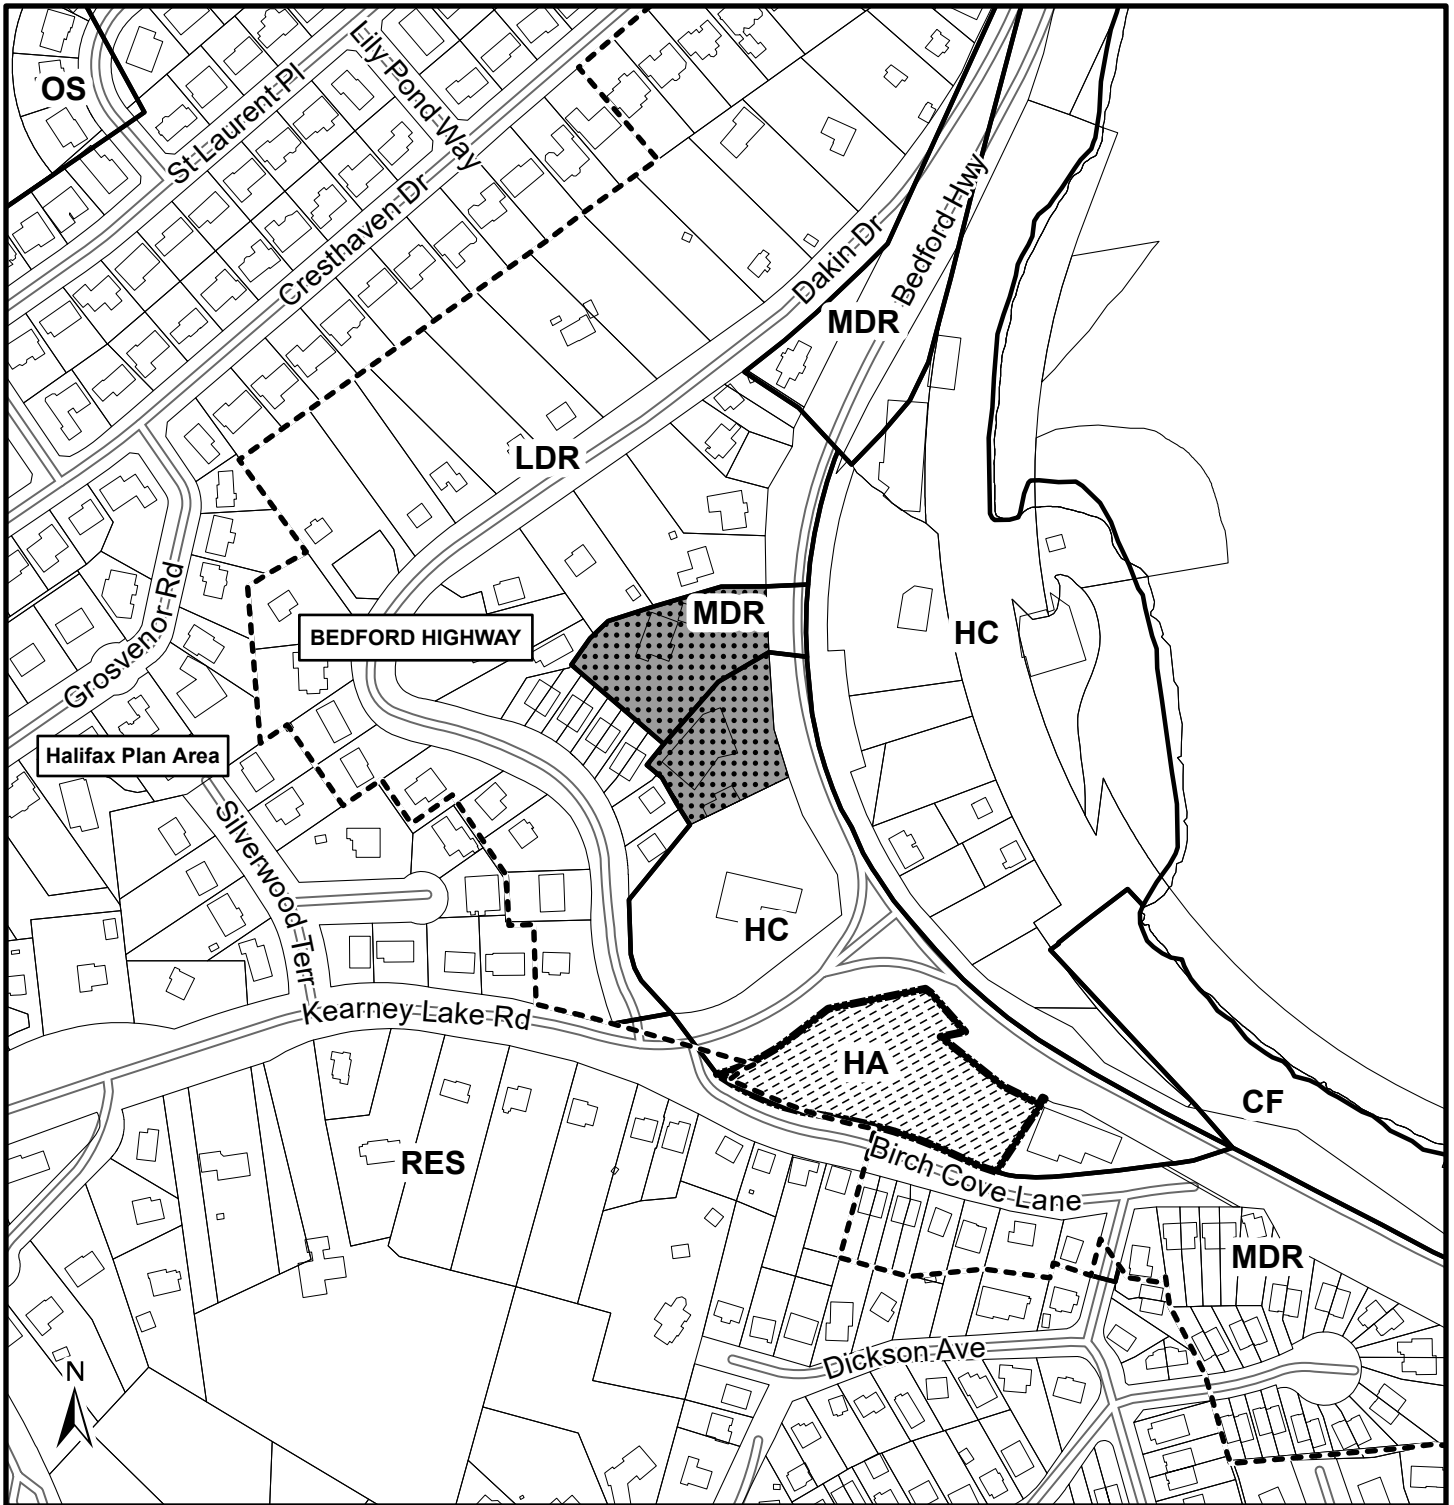 OS
St Laurent Pl
Lily Pond Way
Cresthaven Dr
Dakin Dr
Bedford Hwy
MDR
LDR
Grosvenor Rd
BEDFORD HIGHWAY
MDR
HC
Halifax Plan Area
Silverwood Terr
HC
Kearney Lake Rd
HA
CF
RES
Birch Cove Lane
MDR
Dickson Ave
N